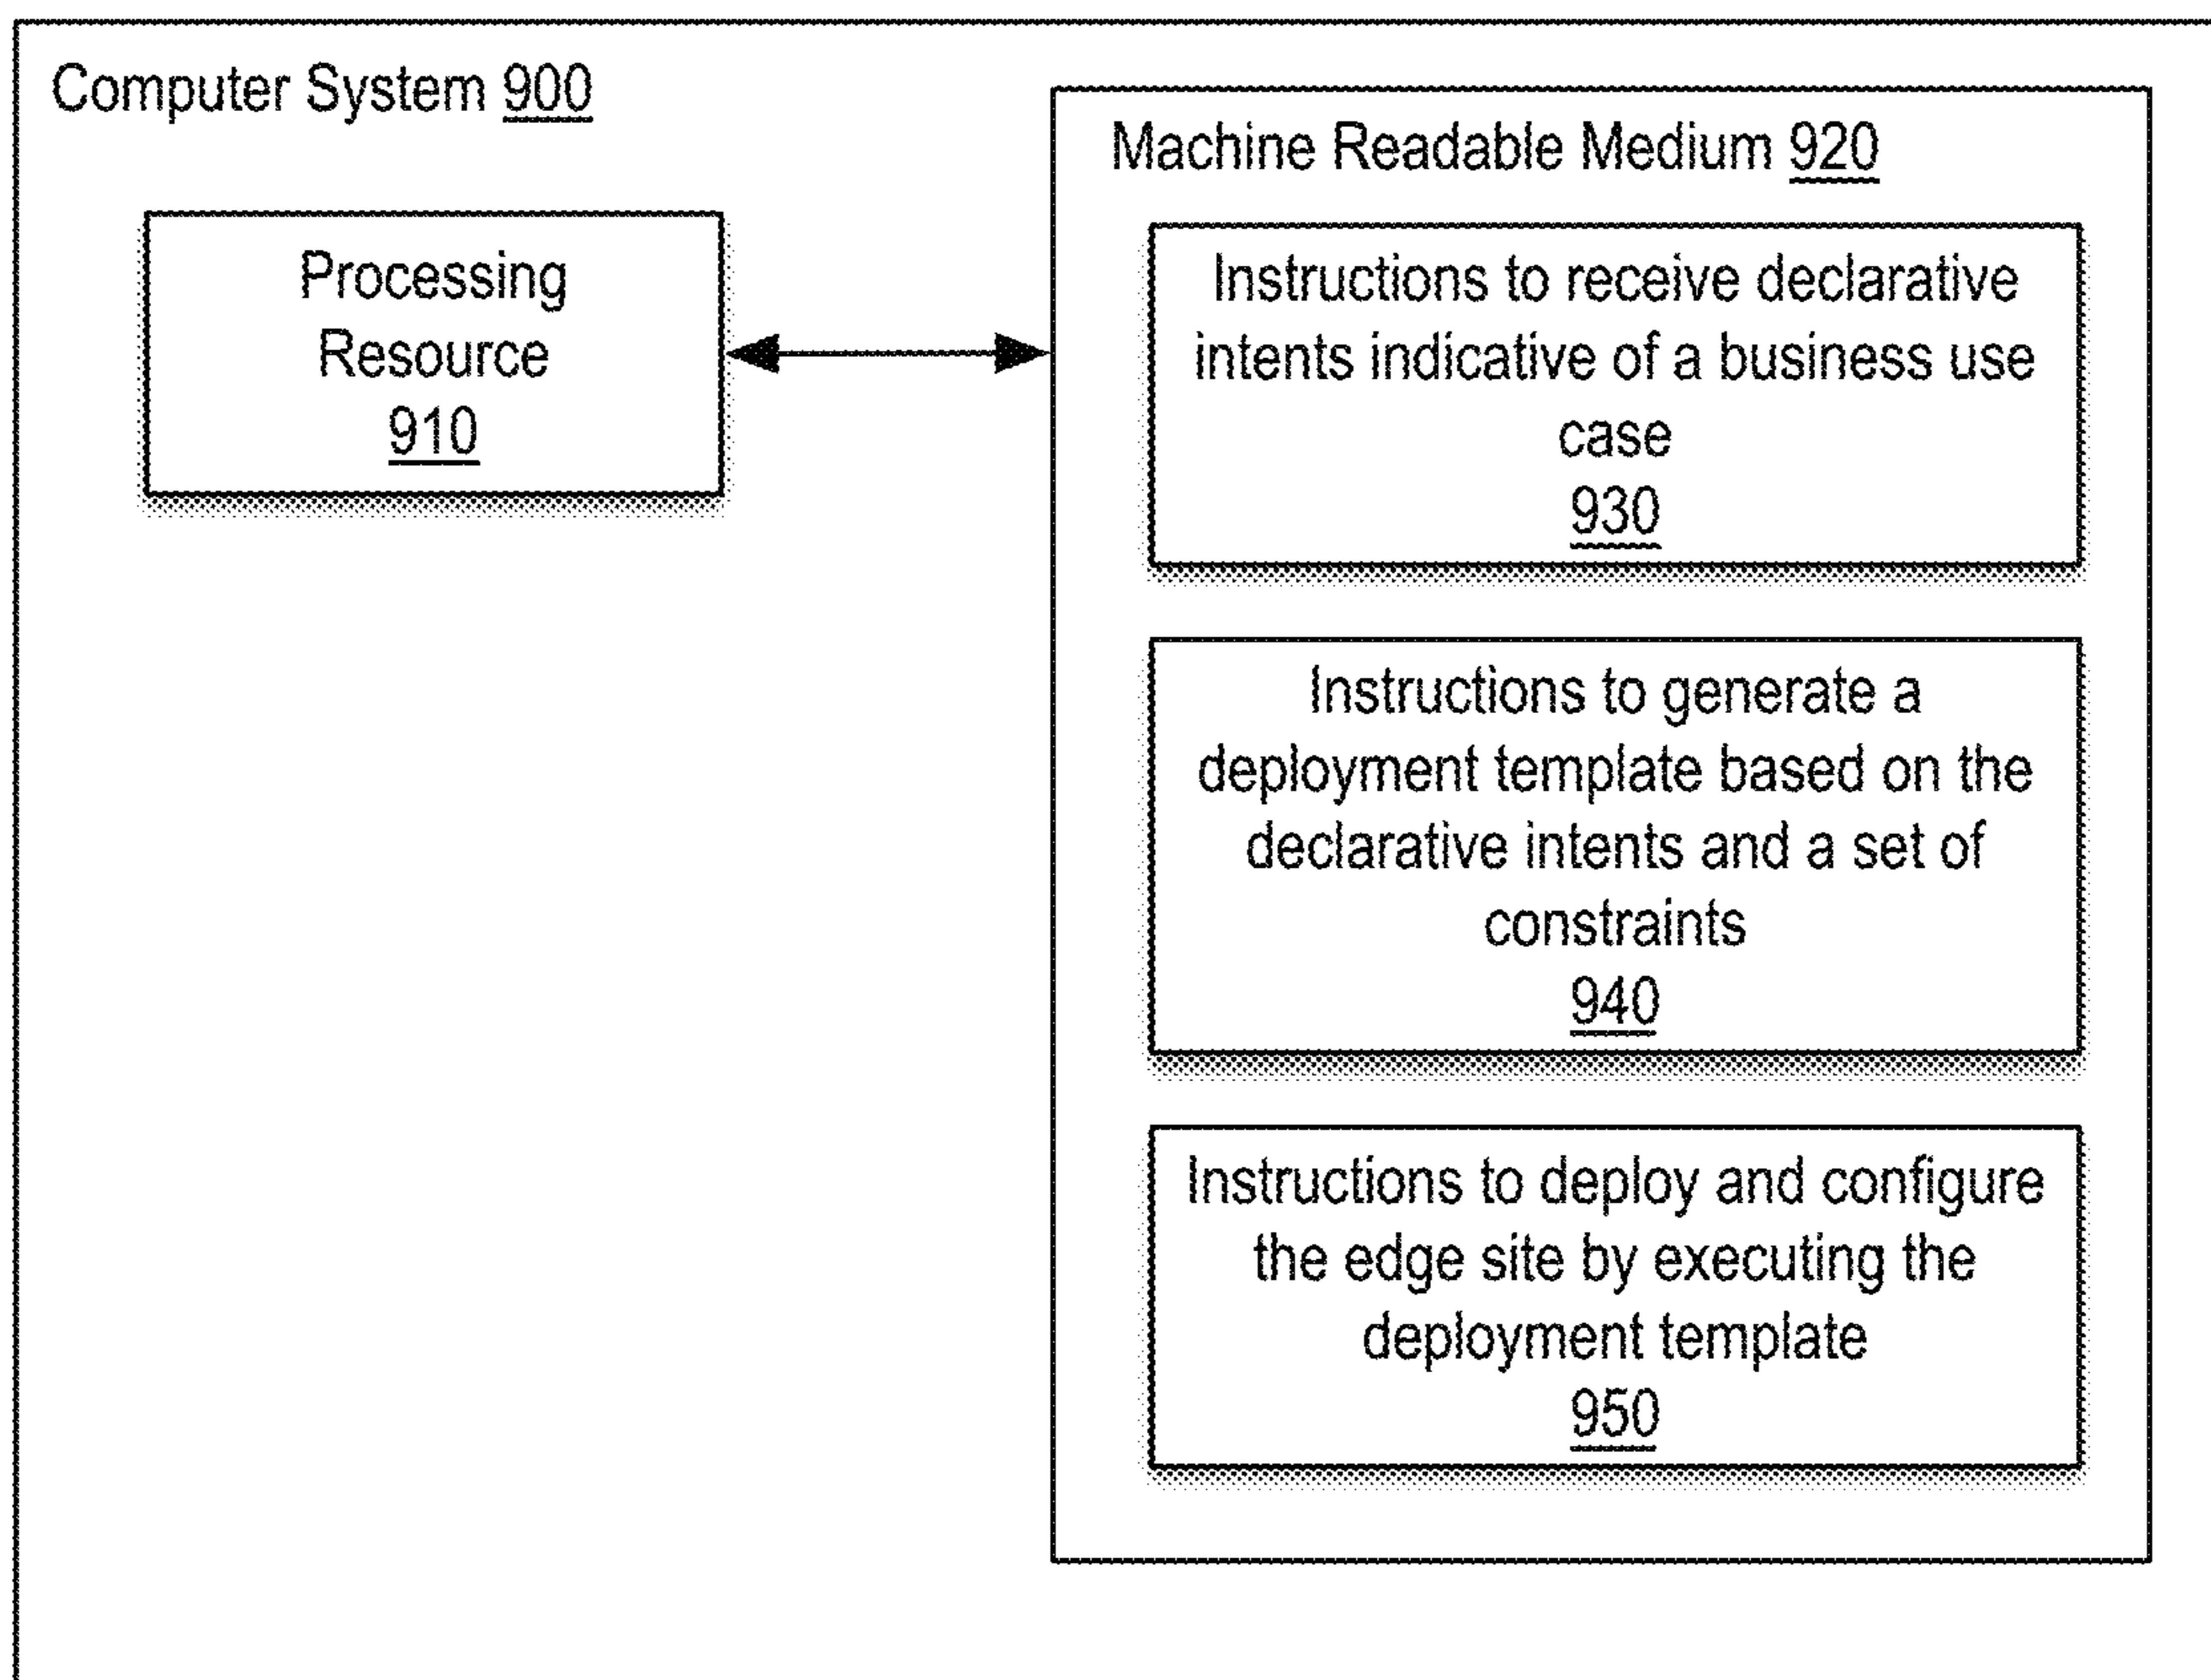 Computer System 900
Processing
Resource
910
Machine Readable Medium 920
Instructions to receive declarative
intents indicative of a business use
case
930
Instructions to generate a
deployment template based on the
declarative intents and a set of
constraints
940
Instructions to deploy and configure
the edge site by executing the
deployment template
950